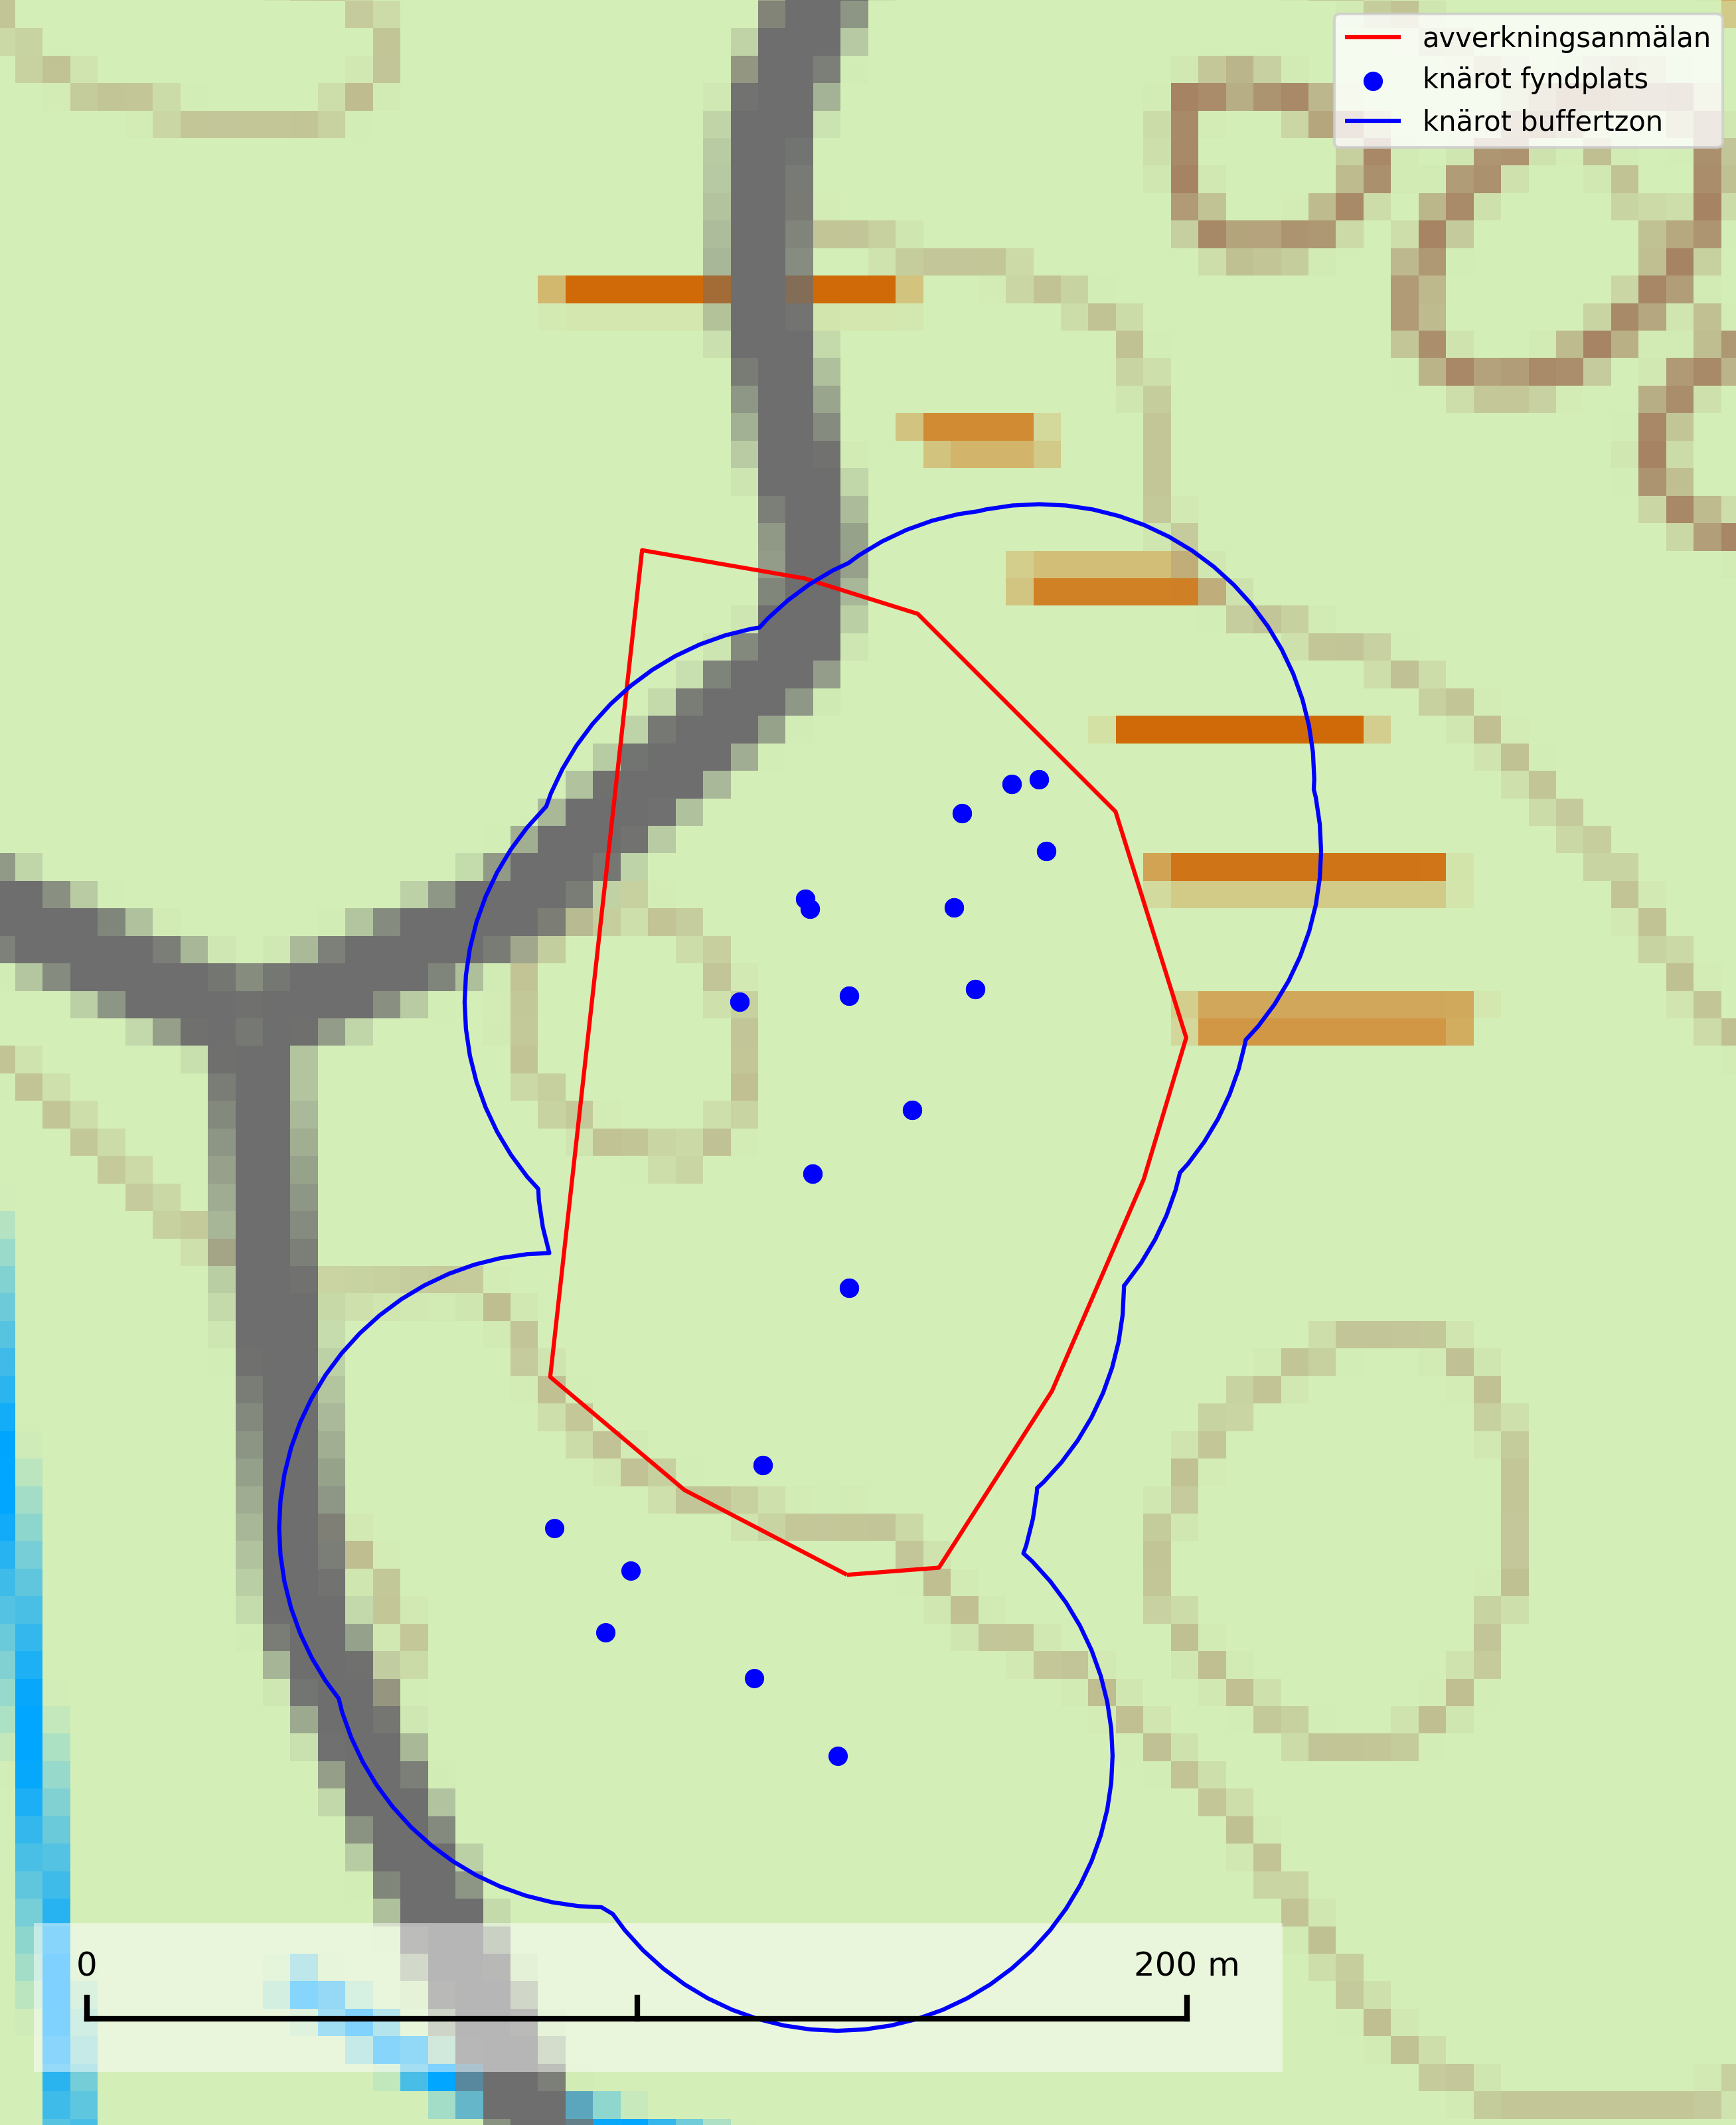 avverkningsanmälan
knärot fyndplats
knärot buffertzon
0 200 m